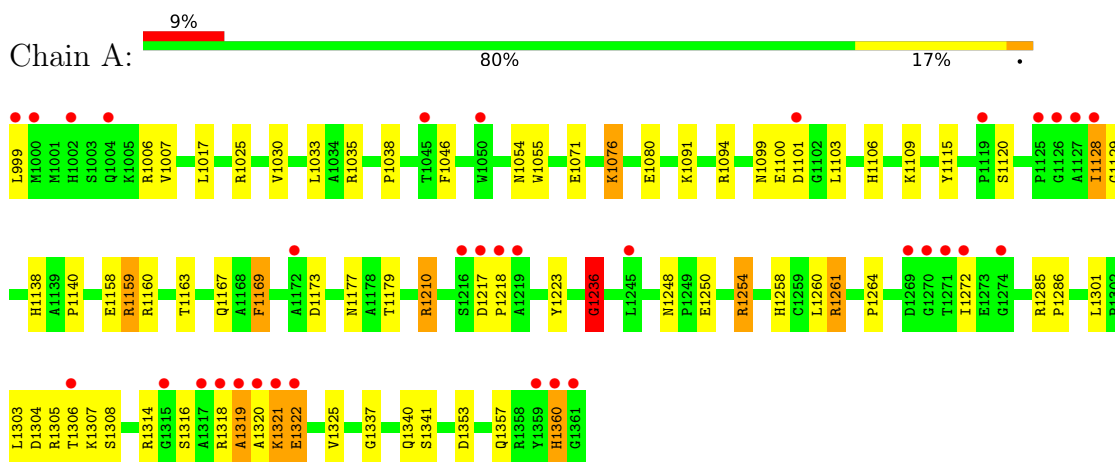 9%
Chain A:
80% 17% •
L999 M1000 M1001 H1002 S1003 Q1004 K1005 R1006 V1007 L1017 R1025 V1030 L1033 A1034 R1035 P1038 T1045 F1046 W1050 N1054 W1055 E1071 K1076 E1080 K1091 R1094 N1099 E1100 D1101 G1102 L1103 H1106 K1109 Y1115 P1119 S1120 P1125 G1126 A1127 I1128
H1138 A1139 P1140 E1158 R1159 R1160 T1163 Q1167 A1168 F1169 A1172 D1173 N1177 A1178 T1179 R1210 S1216 D1217 P1218 A1219 Y1223 G1236 L1245 N1248 P1249 E1250 R1254 H1258 C1259 L1260 R1261 P1264 D1269 G1270 T1271 I1272 E1273 G1274 R1285 P1286 L1301
L1303 D1304 R1305 T1306 K1307 S1308 R1314 G1315 S1316 A1317 R1318 A1319 A1320 K1321 E1322 V1325 G1337 Q1340 S1341 D1353 Q1357 R1358 Y1359 H1360 G1361